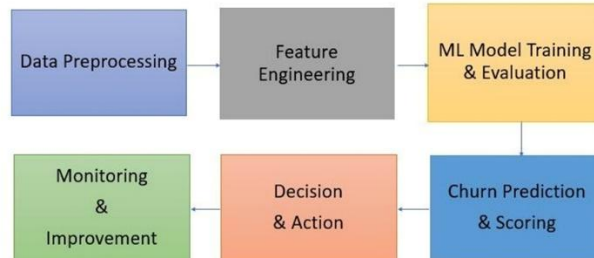 Data Preprocessing
Feature
Engineering
ML Model Training
& Evaluation
Churn Prediction
& Scoring
Decision
& Action
Monitoring
&
Improvement